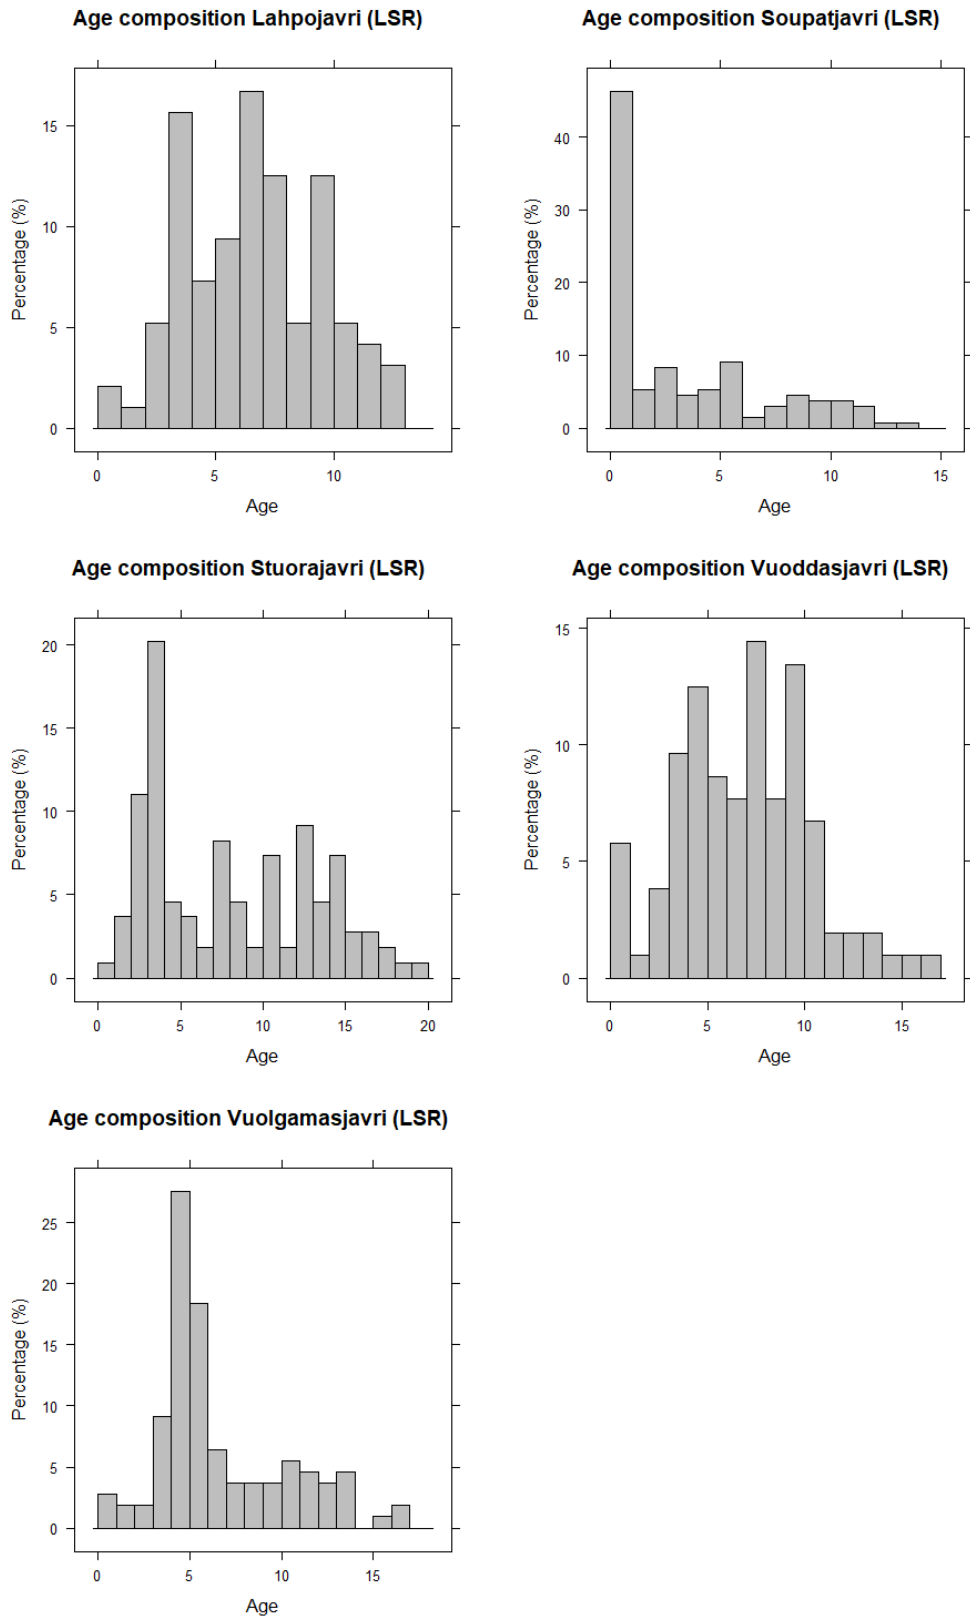 Age composition Lahpojavri (LSR)
15
10
5
0
Percentage (%)
0 5 10
Age
Age composition Soupatjavri (LSR)
40
30
20
10
0
Percentage (%)
0 5 10 15
Age
Age composition Stuorajavri (LSR)
20
15
10
5
0
Percentage (%)
0 5 10 15 20
Age
Age composition Vuoddasjavri (LSR)
15
10
5
0
Percentage (%)
0 5 10 15
Age
Age composition Vuolgamasjavri (LSR)
25
20
15
10
5
0
Percentage (%)
0 5 10 15
Age